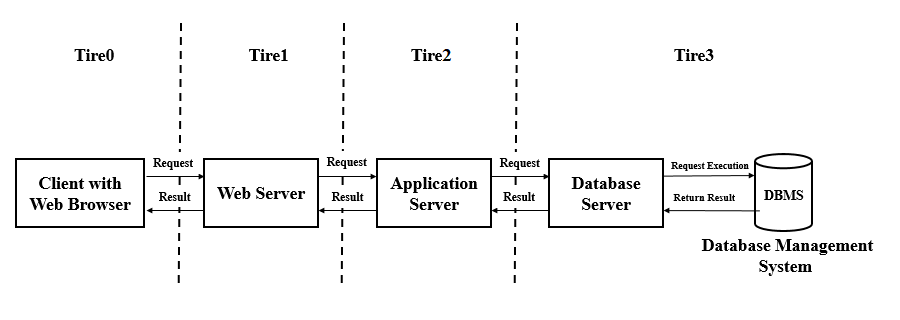 Tire0
Tire1
Tire2
Tire3
Request
Request
Request
Request Execution
Client with
Web Browser
Web Server
Application
Server
Database
Server
DBMS
Result
Result
Result
Return Result
Database Management
System